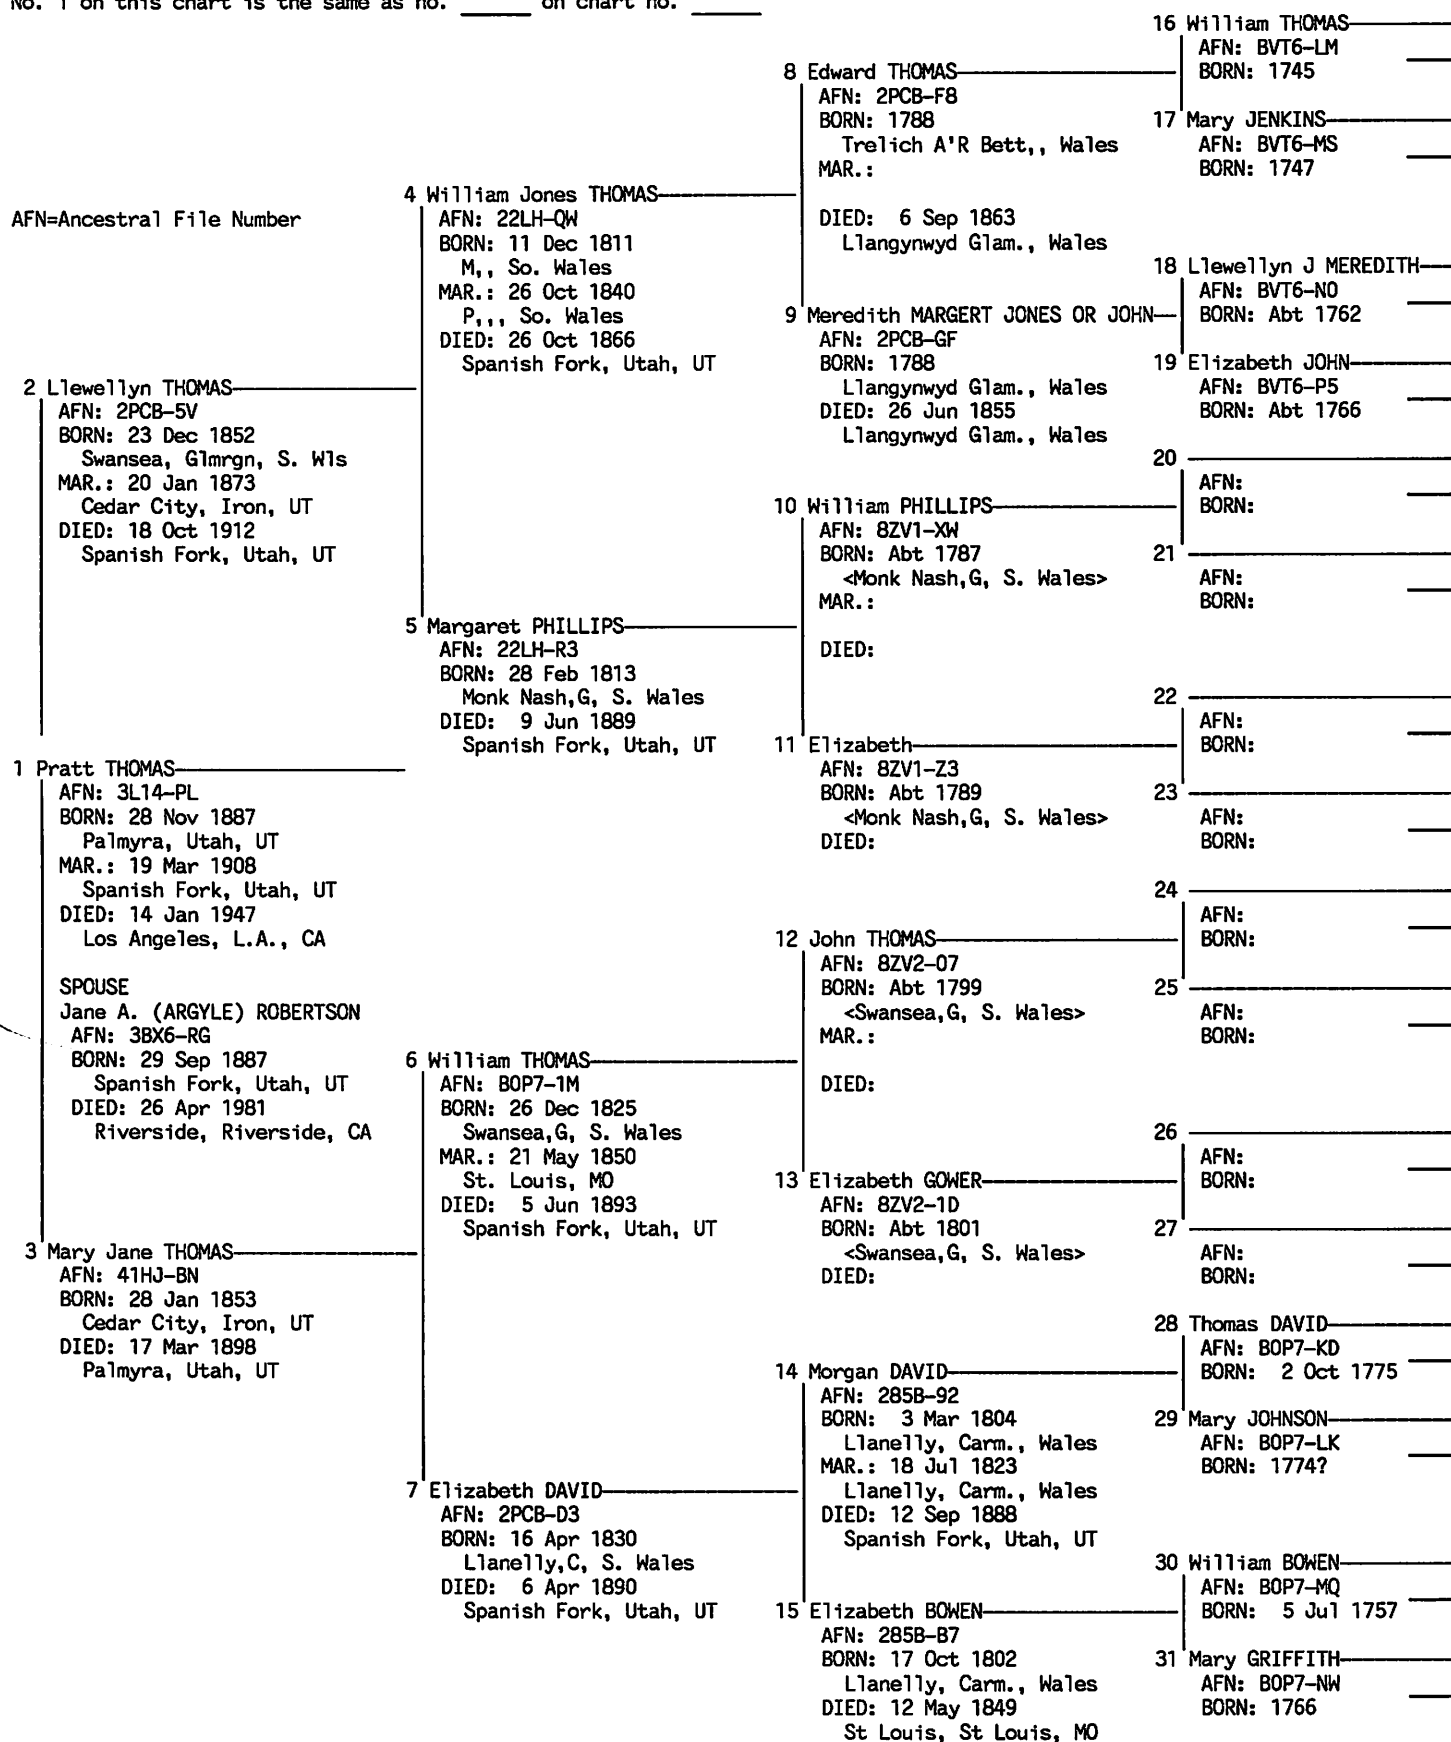 No. 1 on this chart is the same as no. ______ on chart no. ______
AFN=Ancestral File Number
1 Pratt THOMAS
AFN: 3L14-PL
BORN: 28 Nov 1887
Palmyra, Utah, UT
MAR.: 19 Mar 1908
Spanish Fork, Utah, UT
DIED: 14 Jan 1947
Los Angeles, L.A., CA
SPOUSE
Jane A. (ARGYLE) ROBERTSON
AFN: 3BX6-RG
BORN: 29 Sep 1887
Spanish Fork, Utah, UT
DIED: 26 Apr 1981
Riverside, Riverside, CA
2 Llewellyn THOMAS
AFN: 2PCB-5V
BORN: 23 Dec 1852
Swansea, Glmrgn, S. Wls
MAR.: 20 Jan 1873
Cedar City, Iron, UT
DIED: 18 Oct 1912
Spanish Fork, Utah, UT
3 Mary Jane THOMAS
AFN: 41HJ-BN
BORN: 28 Jan 1853
Cedar City, Iron, UT
DIED: 17 Mar 1898
Palmyra, Utah, UT
4 William Jones THOMAS
AFN: 22LH-QW
BORN: 11 Dec 1811
M,, So. Wales
MAR.: 26 Oct 1840
P,,, So. Wales
DIED: 26 Oct 1866
Spanish Fork, Utah, UT
5 Margaret PHILLIPS
AFN: 22LH-R3
BORN: 28 Feb 1813
Monk Nash,G, S. Wales
DIED: 9 Jun 1889
Spanish Fork, Utah, UT
6 William THOMAS
AFN: B0P7-1M
BORN: 26 Dec 1825
Swansea,G, S. Wales
MAR.: 21 May 1850
St. Louis, MO
DIED: 5 Jun 1893
Spanish Fork, Utah, UT
7 Elizabeth DAVID
AFN: 2PCB-D3
BORN: 16 Apr 1830
Llanelly,C, S. Wales
DIED: 6 Apr 1890
Spanish Fork, Utah, UT
8 Edward THOMAS
AFN: 2PCB-F8
BORN: 1788
Trelich A'R Bett,, Wales
MAR.:
DIED: 6 Sep 1863
Llangynwyd Glam., Wales
9 Meredith MARGERT JONES OR JOHN
AFN: 2PCB-GF
BORN: 1788
Llangynwyd Glam., Wales
DIED: 26 Jun 1855
Llangynwyd Glam., Wales
10 William PHILLIPS
AFN: 8ZV1-XW
BORN: Abt 1787
<Monk Nash,G, S. Wales>
MAR.:
DIED:
11 Elizabeth
AFN: 8ZV1-Z3
BORN: Abt 1789
<Monk Nash,G, S. Wales>
DIED:
12 John THOMAS
AFN: 8ZV2-07
BORN: Abt 1799
<Swansea,G, S. Wales>
MAR.:
DIED:
13 Elizabeth GOWER
AFN: 8ZV2-1D
BORN: Abt 1801
<Swansea,G, S. Wales>
DIED:
14 Morgan DAVID
AFN: 285B-92
BORN: 3 Mar 1804
Llanelly, Carm., Wales
MAR.: 18 Jul 1823
Llanelly, Carm., Wales
DIED: 12 Sep 1888
Spanish Fork, Utah, UT
15 Elizabeth BOWEN
AFN: 285B-B7
BORN: 17 Oct 1802
Llanelly, Carm., Wales
DIED: 12 May 1849
St Louis, St Louis, MO
16 William THOMAS
AFN: BVT6-LM
BORN: 1745
17 Mary JENKINS
AFN: BVT6-MS
BORN: 1747
18 Llewellyn J MEREDITH
AFN: BVT6-N0
BORN: Abt 1762
19 Elizabeth JOHN
AFN: BVT6-P5
BORN: Abt 1766
20
AFN:
BORN:
21
AFN:
BORN:
22
AFN:
BORN:
23
AFN:
BORN:
24
AFN:
BORN:
25
AFN:
BORN:
26
AFN:
BORN:
27
AFN:
BORN:
28 Thomas DAVID
AFN: B0P7-KD
BORN: 2 Oct 1775
29 Mary JOHNSON
AFN: B0P7-LK
BORN: 1774?
30 William BOWEN
AFN: B0P7-MQ
BORN: 5 Jul 1757
31 Mary GRIFFITH
AFN: B0P7-NW
BORN: 1766